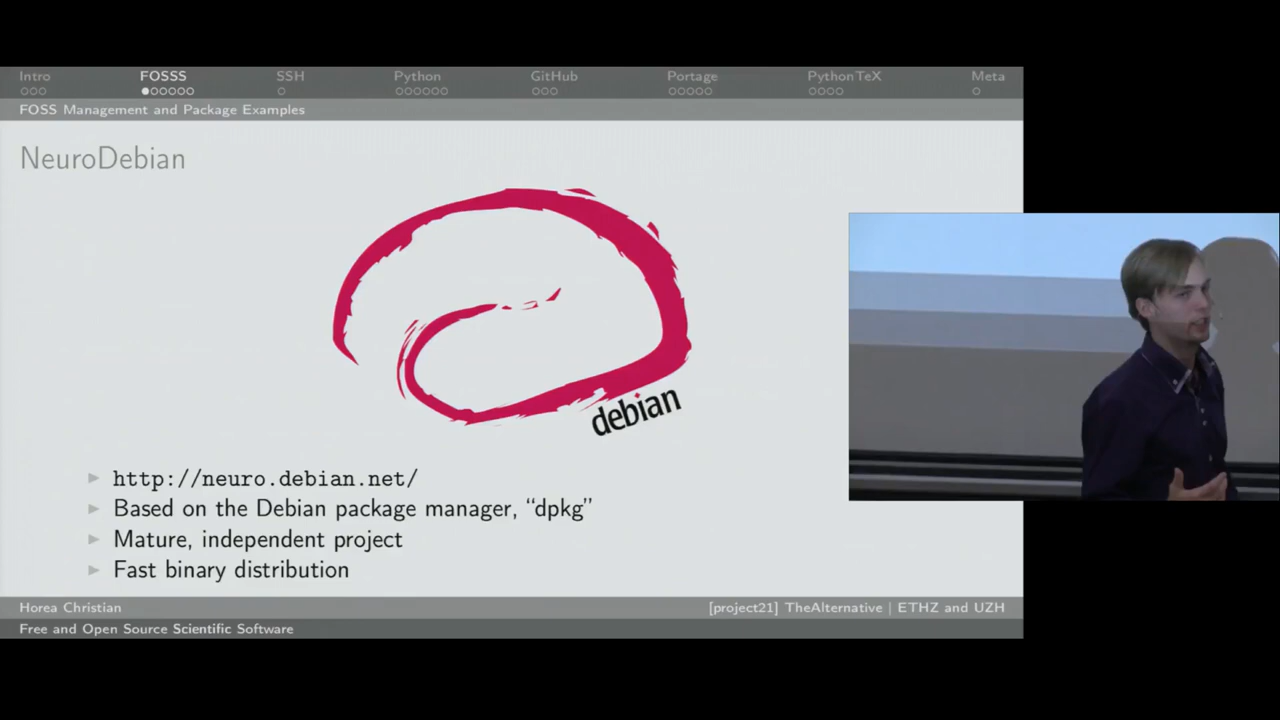 Intro FOSSS SSH Python GitHub Portage PythonTeX Meta
FOSS Management and Package Examples
NeuroDebian
debian
http://neuro.debian.net/
Based on the Debian package manager, “dpkg”
Mature, independent project
Fast binary distribution
Horea Christian [project21] TheAlternative | ETHZ and UZH
Free and Open Source Scientific Software